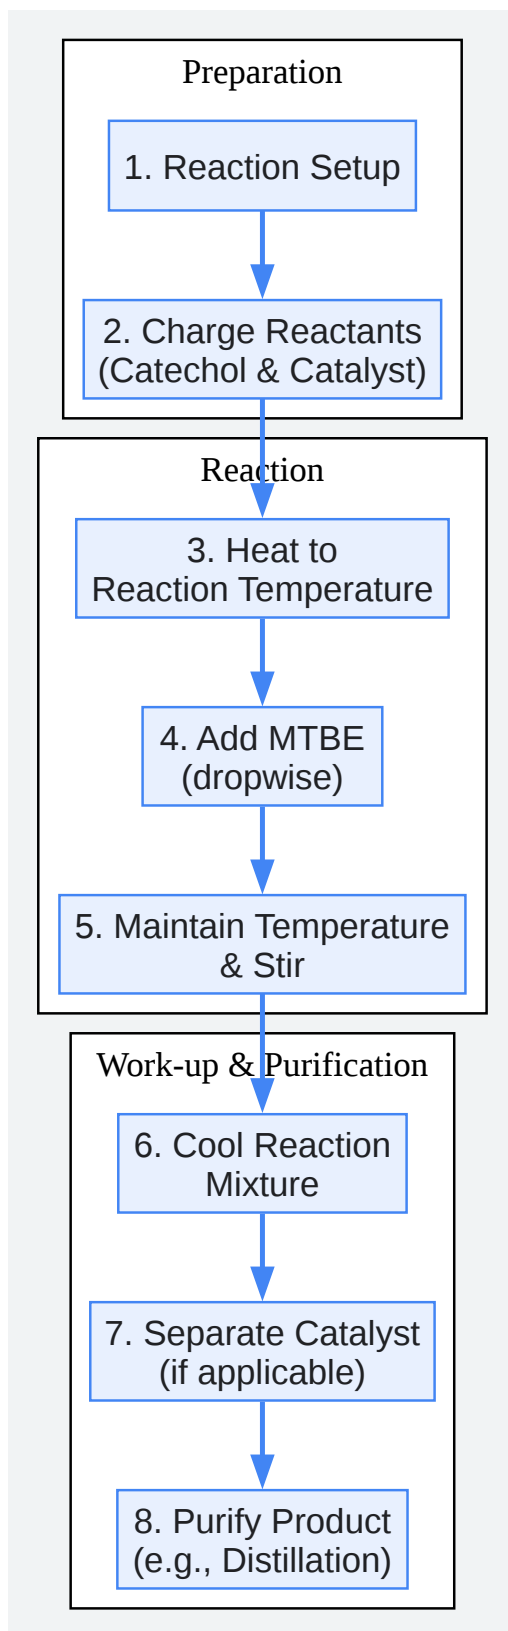 Preparation
1. Reaction Setup
2. Charge Reactants
(Catechol & Catalyst)
Reaction
3. Heat to
Reaction Temperature
4. Add MTBE
(dropwise)
5. Maintain Temperature
& Stir
Work-up & Purification
6. Cool Reaction
Mixture
7. Separate Catalyst
(if applicable)
8. Purify Product
(e.g., Distillation)